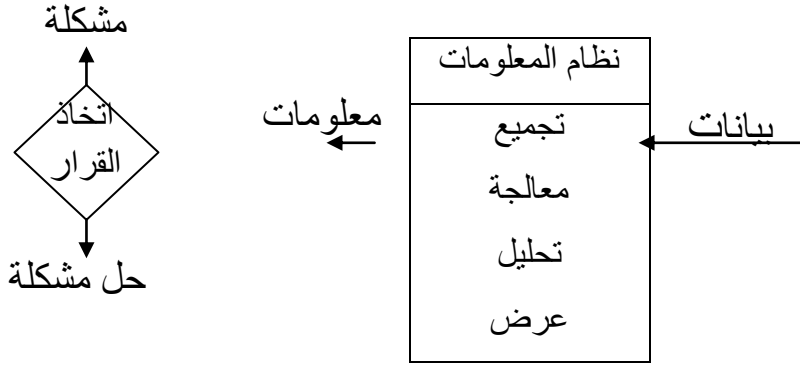 بيانات
نظام المعلومات
تجميع
معالجة
تحليل
عرض
معلومات
مشكلة
اتخاذ
القرار
حل مشكلة